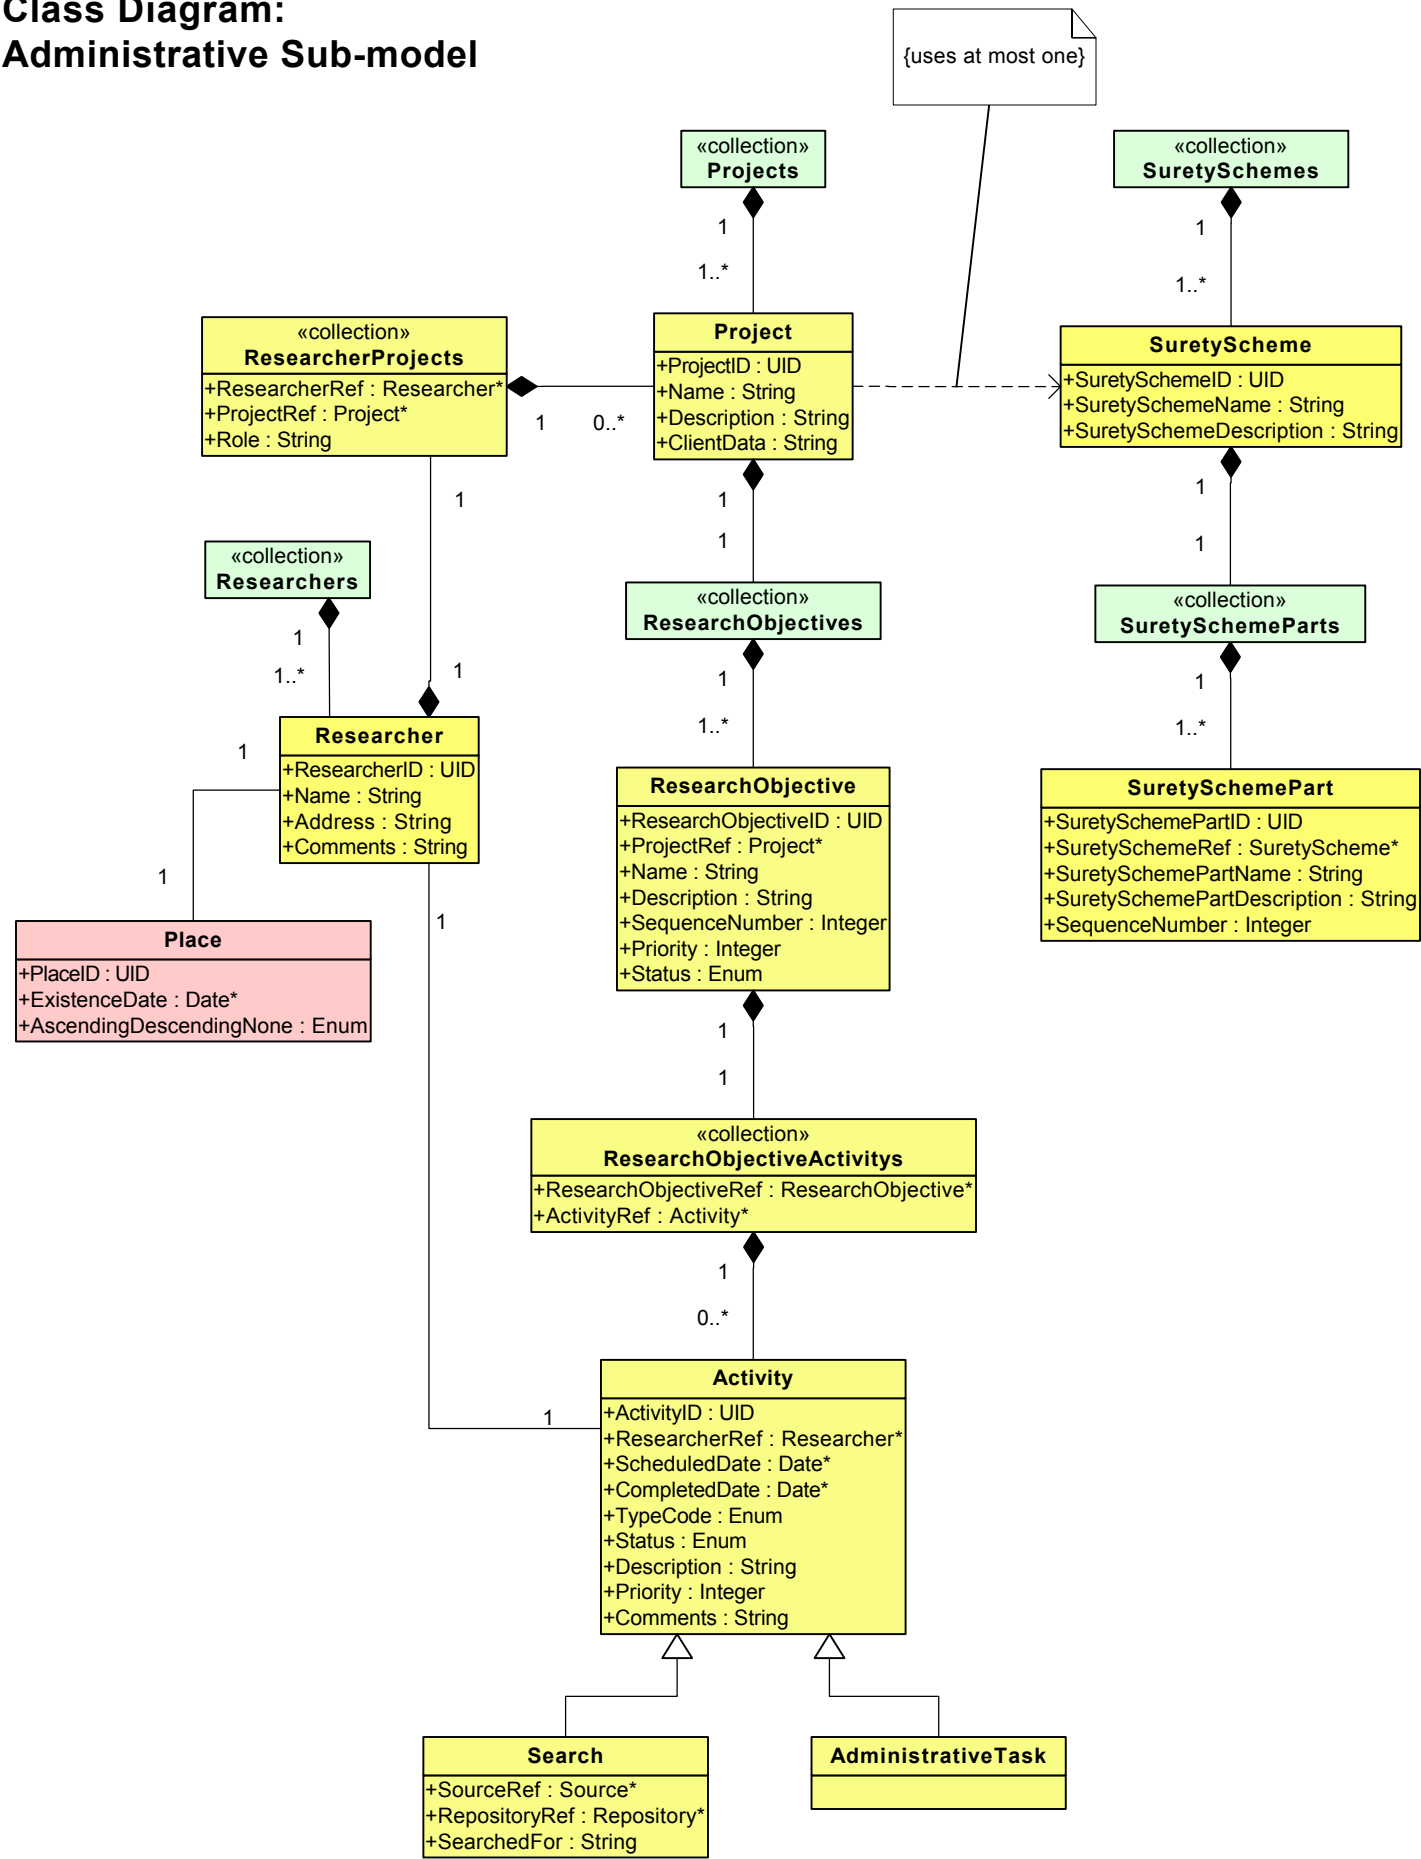 Class Diagram:
Administrative Sub-model
{uses at most one}
«collection»
Projects
1
1..*
«collection»
SuretySchemes
1
1..*
«collection»
ResearcherProjects
+ResearcherRef : Researcher*
+ProjectRef : Project*
+Role : String
1
0..*
Project
+ProjectID : UID
+Name : String
+Description : String
+ClientData : String
SuretyScheme
+SuretySchemeID : UID
+SuretySchemeName : String
+SuretySchemeDescription : String
1
1
1
1
1
«collection»
Researchers
1
1..*
1
«collection»
ResearchObjectives
1
1..*
«collection»
SuretySchemeParts
1
1..*
Researcher
+ResearcherID : UID
+Name : String
+Address : String
+Comments : String
1
1
1
Place
+PlaceID : UID
+ExistenceDate : Date*
+AscendingDescendingNone : Enum
ResearchObjective
+ResearchObjectiveID : UID
+ProjectRef : Project*
+Name : String
+Description : String
+SequenceNumber : Integer
+Priority : Integer
+Status : Enum
SuretySchemePart
+SuretySchemePartID : UID
+SuretySchemeRef : SuretyScheme*
+SuretySchemePartName : String
+SuretySchemePartDescription : String
+SequenceNumber : Integer
1
1
«collection»
ResearchObjectiveActivitys
+ResearchObjectiveRef : ResearchObjective*
+ActivityRef : Activity*
1
0..*
1
Activity
+ActivityID : UID
+ResearcherRef : Researcher*
+ScheduledDate : Date*
+CompletedDate : Date*
+TypeCode : Enum
+Status : Enum
+Description : String
+Priority : Integer
+Comments : String
Search
+SourceRef : Source*
+RepositoryRef : Repository*
+SearchedFor : String
AdministrativeTask